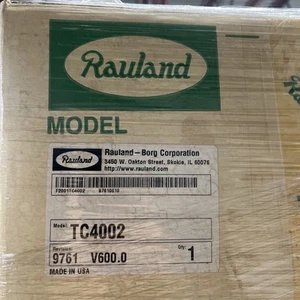 Rauland
MODEL
Rauland
Rauland-Borg Corporation
3450 W. Oakton Street, Skokie, IL 60076
http://www.rauland.com
Model:
TC4002
Revision:
9761 V600.0
Qty:
1
MADE IN USA